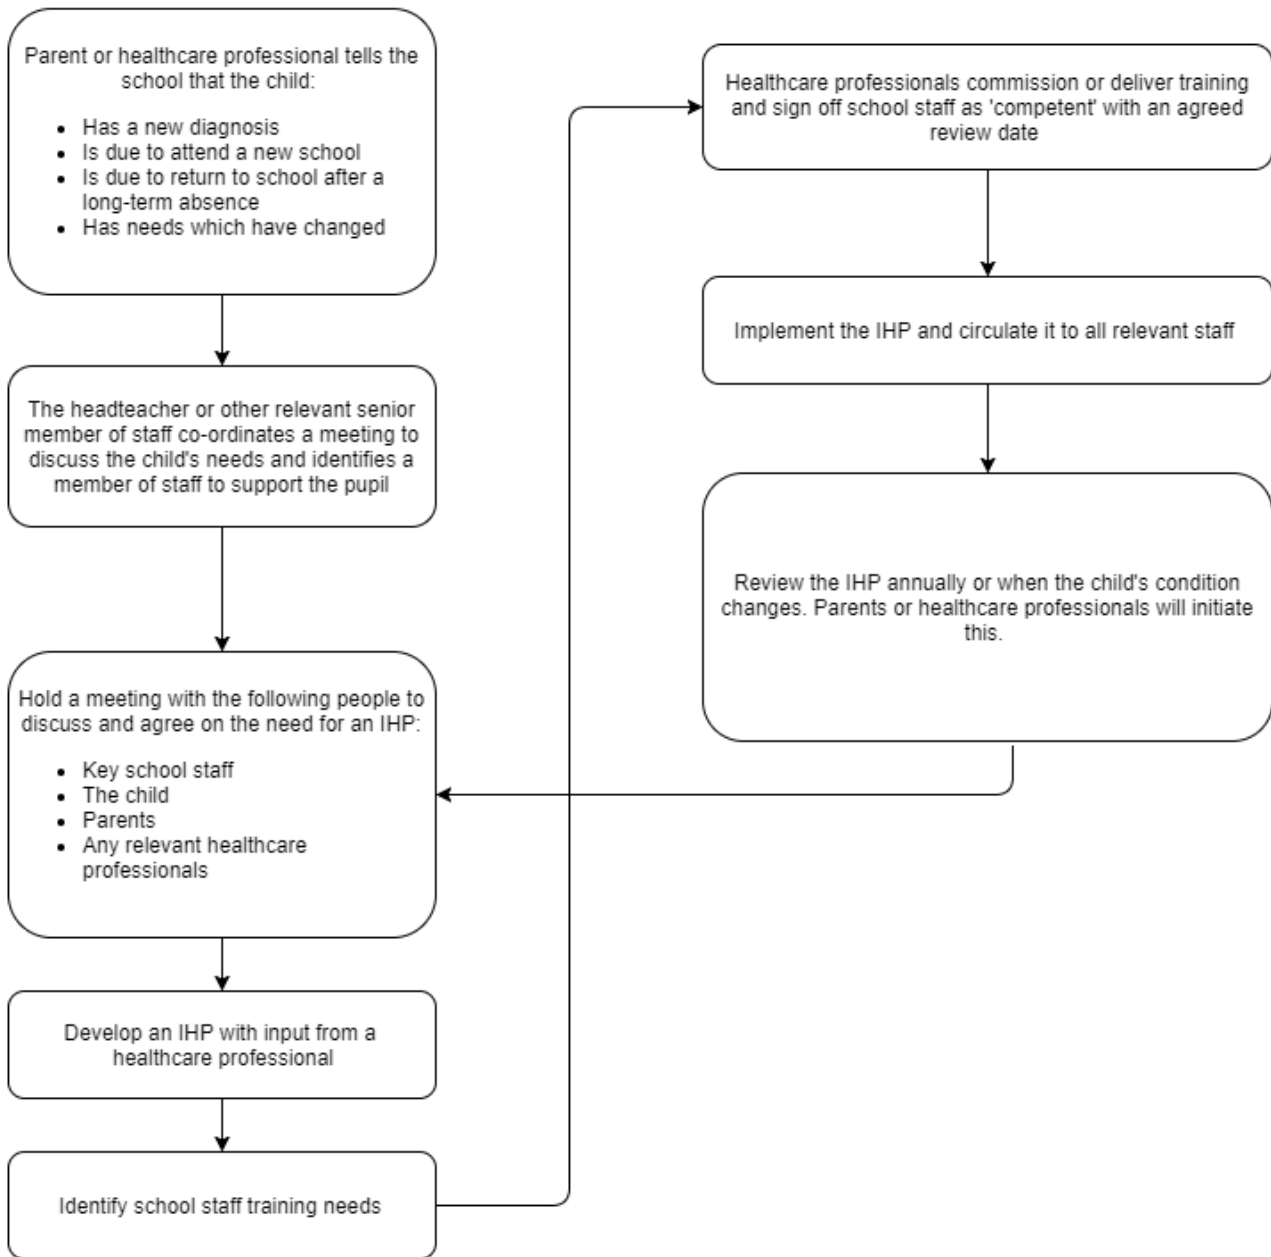 Parent or healthcare professional tells the
school that the child:
• Has a new diagnosis
• Is due to attend a new school
• Is due to return to school after a
long-term absence
• Has needs which have changed
The headteacher or other relevant senior
member of staff co-ordinates a meeting to
discuss the child's needs and identifies a
member of staff to support the pupil
Hold a meeting with the following people to
discuss and agree on the need for an IHP:
• Key school staff
• The child
• Parents
• Any relevant healthcare
professionals
Develop an IHP with input from a
healthcare professional
Identify school staff training needs
Healthcare professionals commission or deliver training
and sign off school staff as 'competent' with an agreed
review date
Implement the IHP and circulate it to all relevant staff
Review the IHP annually or when the child's condition
changes. Parents or healthcare professionals will initiate
this.